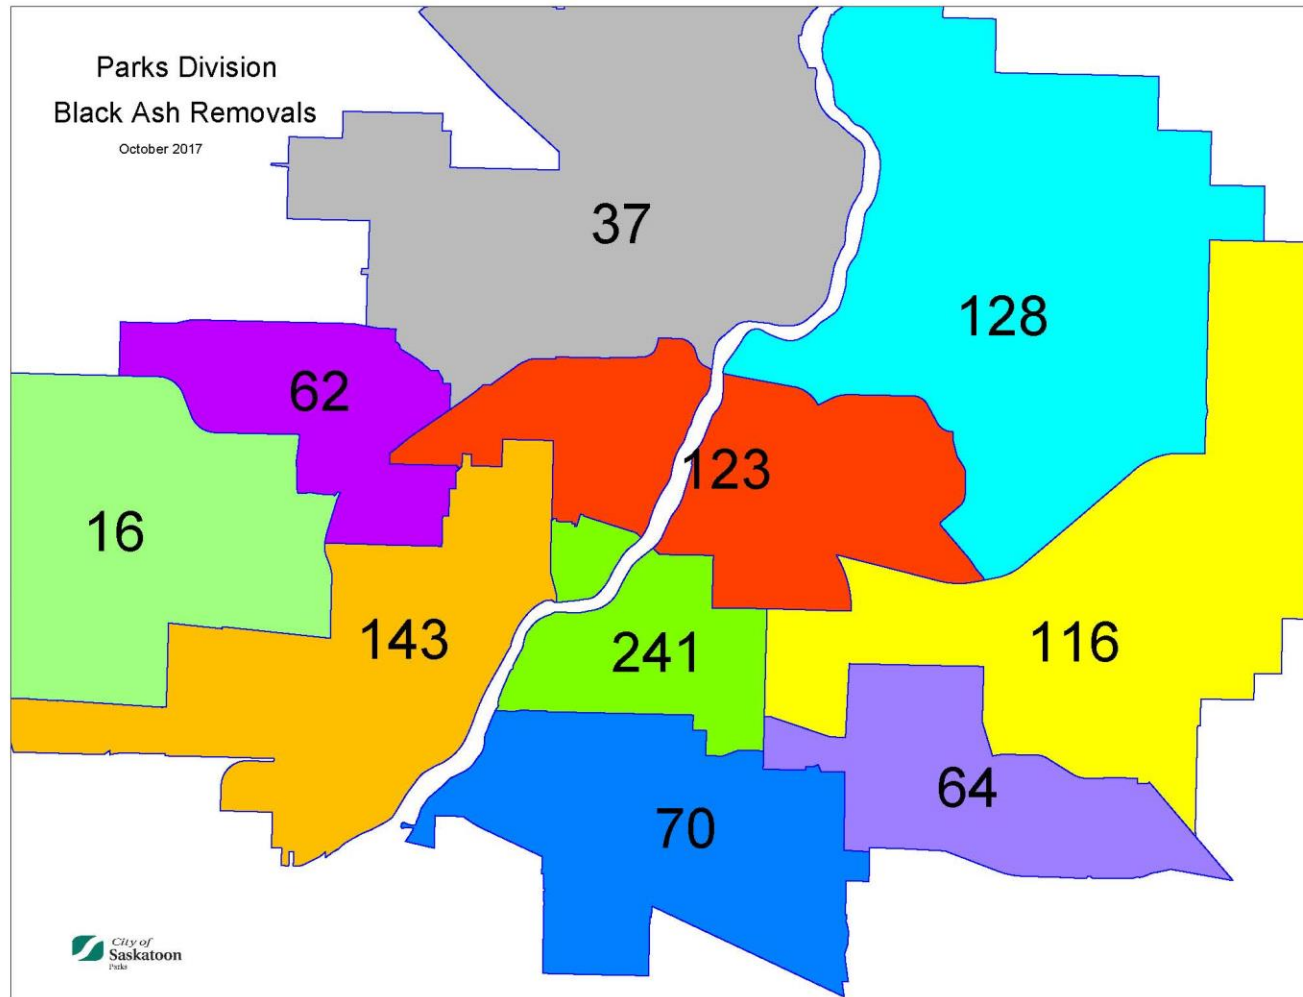 Parks Division
Black Ash Removals
October 2017
37
128
62
123
16
143
241
116
64
70
City of
Saskatoon
Parks